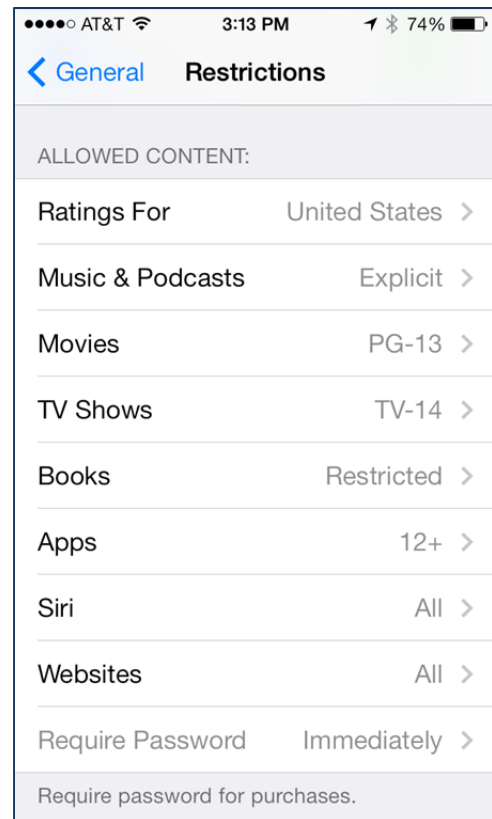 AT&T 3:13 PM 74%
General Restrictions
ALLOWED CONTENT:
Ratings For United States
Music & Podcasts Explicit
Movies PG-13
TV Shows TV-14
Books Restricted
Apps 12+
Siri All
Websites All
Require Password Immediately
Require password for purchases.